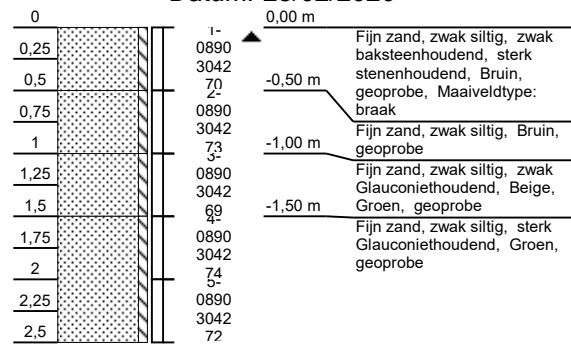 0
0,25
0,5
0,75
1
1,25
1,5
1,75
2
2,25
2,5
1-
0890
3042
70
2-
0890
3042
73
3-
0890
3042
69
4-
0890
3042
74
5-
0890
3042
72
0,00 m
-0,50 m
-1,00 m
-1,50 m
Fijn zand, zwak siltig, zwak
baksteenhoudend, sterk
stenenhoudend, Bruin,
geoprobe, Maaiveldtype:
braak
Fijn zand, zwak siltig, Bruin,
geoprobe
Fijn zand, zwak siltig, zwak
Glauconiethoudend, Beige,
Groen, geoprobe
Fijn zand, zwak siltig, sterk
Glauconiethoudend, Groen,
geoprobe